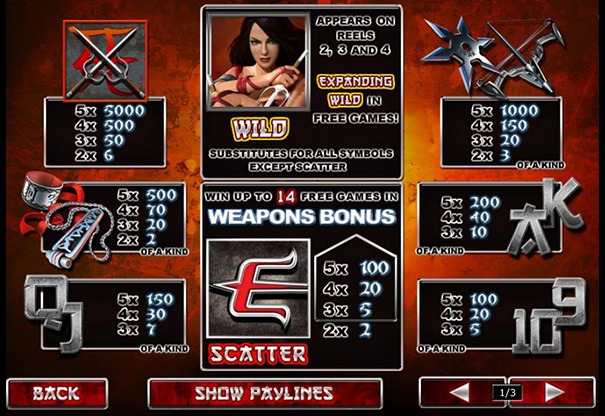 5x 5000
4x 500
3x 50
2x 6
WILD
APPEARS ON
REELS
2, 3 AND 4
EXPANDING
WILD IN
FREE GAMES!
SUBSTITUTES FOR ALL SYMBOLS
EXCEPT SCATTER
5x 1000
4x 150
3x 20
2x 3
OF A KIND
5x 500
4x 70
3x 20
2x 2
OF A KIND
WIN UP TO 14 FREE GAMES IN
WEAPONS BONUS
E
SCATTER
5x 100
4x 20
3x 5
2x 2
5x 200
4x 40
3x 10
OF A KIND
A K
Q J
5x 150
4x 30
3x 7
OF A KIND
5x 100
4x 20
3x 5
OF A KIND
10 9
BACK
SHOW PAYLINES
1/3